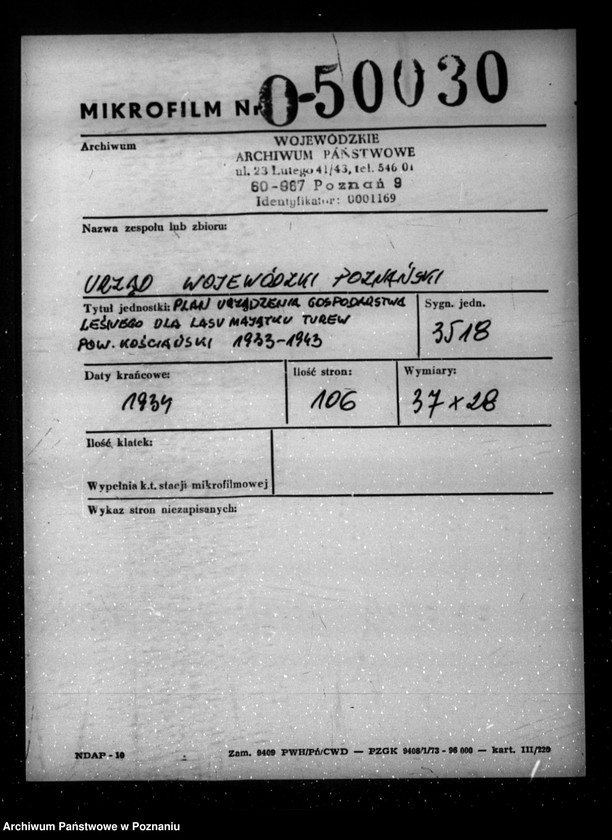 MIKROFILM Nr O-50030
Archiwum
WOJEWÓDZKIE
ARCHIWUM PAŃSTWOWE
ul. 23 Lutego 41/43, tel. 546 01
60-967 Poznań 9
Identyfikator: 0001169
Nazwa zespołu lub zbioru:
URZĄD WOJEWÓDZKI POZNAŃSKI
Tytuł jednostki: PLAN URZĄDZENIA GOSPODARSTWA
LEŚNEGO DLA LASU MAJĄTKU TUREW
POW. KOŚCIAŃSKI 1933-1943
Sygn. jedn.
3518
Daty krańcowe:
1934
Ilość stron:
106
Wymiary:
37 x 28
Ilość klatek:
Wypełnia k.t. stacji mikrofilmowej
Wykaz stron niezapisanych:
NDAP - 10
Zam. 9409 PWH/Pń/CWD — PZGK 9408/1/73 - 96 000 — kart. III/220
Archiwum Państwowe w Poznaniu